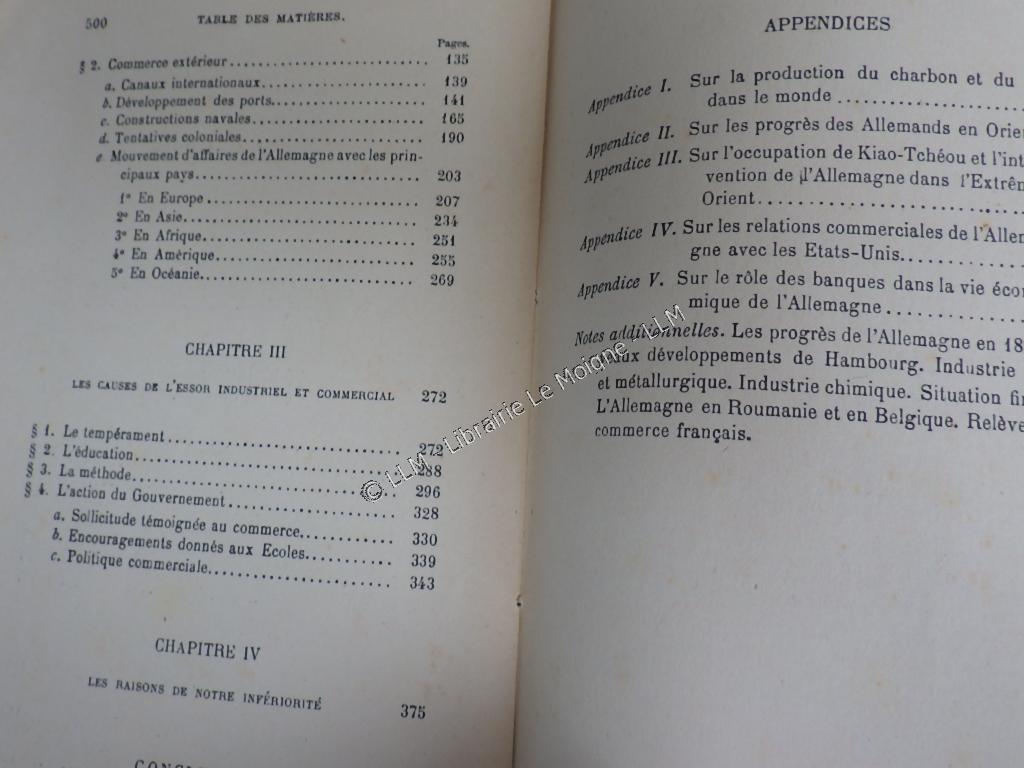 500 TABLE DES MATIÈRES.
Pages.
§ 2. Commerce extérieur 135
a. Canaux internationaux 139
b. Développement des ports 141
c. Constructions navales 165
d. Tentatives coloniales 190
e Mouvement d'affaires de l'Allemagne avec les prin-
cipaux pays 203
1° En Europe 207
2° En Asie 234
3° En Afrique 251
4° En Amérique 255
5° En Océanie 269
CHAPITRE III
LES CAUSES DE L'ESSOR INDUSTRIEL ET COMMERCIAL 272
§ 1. Le tempérament 272
§ 2. L'éducation 288
§ 3. La méthode 296
§ 4. L'action du Gouvernement 328
a. Sollicitude témoignée au commerce 330
b. Encouragements donnés aux Ecoles 339
c. Politique commerciale 343
CHAPITRE IV
LES RAISONS DE NOTRE INFÉRIORITÉ 375
APPENDICES
Appendice I. Sur la production du charbon et du
dans le monde
Appendice II. Sur les progrès des Allemands en Orien
Appendice III. Sur l'occupation de Kiao-Tchéou et l'int
vention de l'Allemagne dans l'Extrêm
Orient
Appendice IV. Sur les relations commerciales de l'Allem
gne avec les Etats-Unis
Appendice V. Sur le rôle des banques dans la vie écon
mique de l'Allemagne
Notes additionnelles. Les progrès de l'Allemagne en 18
développements de Hambourg. Industrie
et métallurgique. Industrie chimique. Situation fin
L'Allemagne en Roumanie et en Belgique. Relève
commerce français.
© LLM - Librairie Le Moigne - LLM